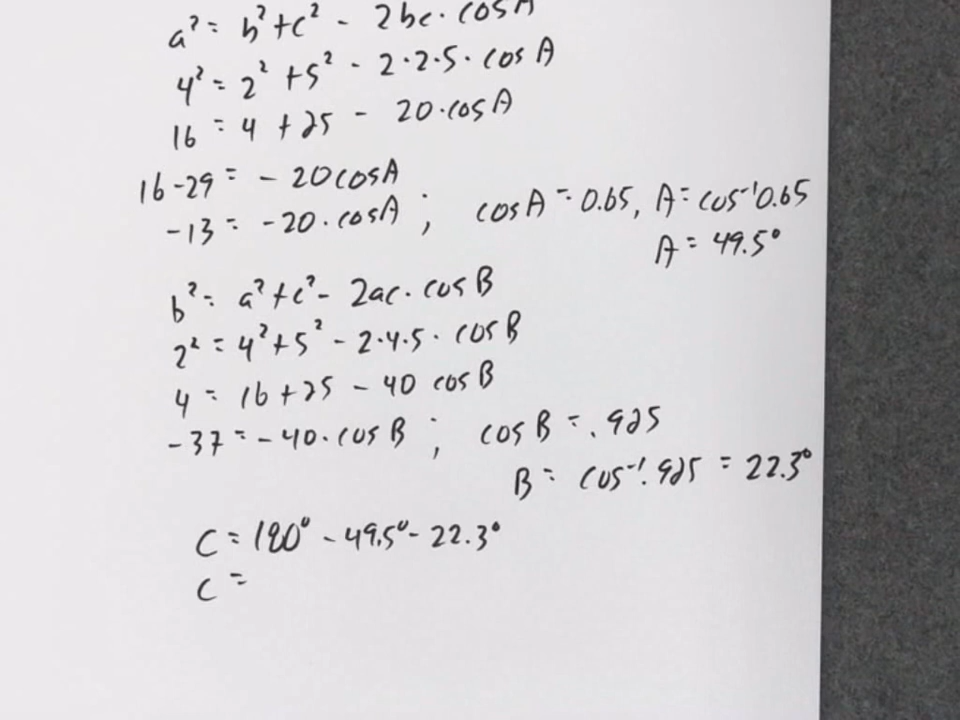 a² = b² + c² - 2bc · cos A
4² = 2² + 5² - 2·2·5 · cos A
16 = 4 + 25 - 20 · cos A
16 - 29 = - 20 cos A
-13 = -20 · cos A ; cos A = 0.65, A = cos⁻¹ 0.65
A = 49.5°
b² = a² + c² - 2ac · cos B
2² = 4² + 5² - 2·4·5 · cos B
4 = 16 + 25 - 40 cos B
-37 = -40 · cos B ; cos B = .925
B = cos⁻¹ .925 = 22.3°
C = 180° - 49.5° - 22.3°
C =